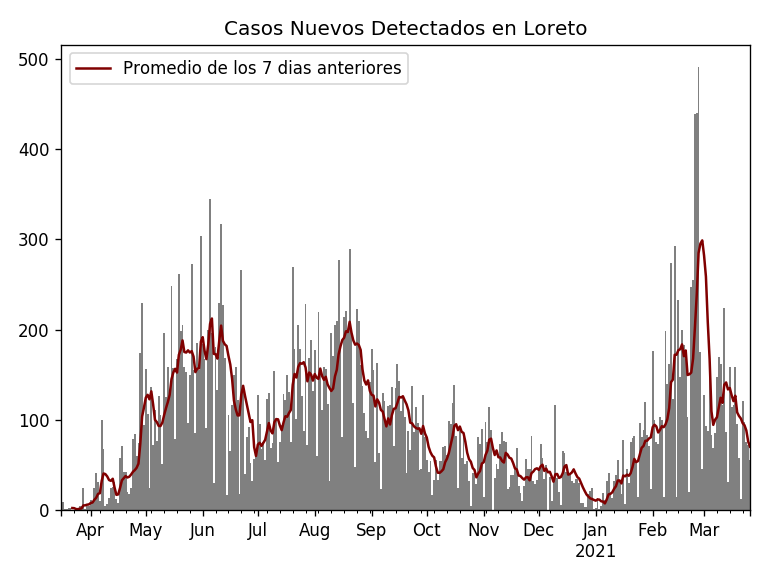 Casos Nuevos Detectados en Loreto
Promedio de los 7 dias anteriores
500
400
300
200
100
0
Apr May Jun Jul Aug Sep Oct Nov Dec Jan Feb Mar
2021